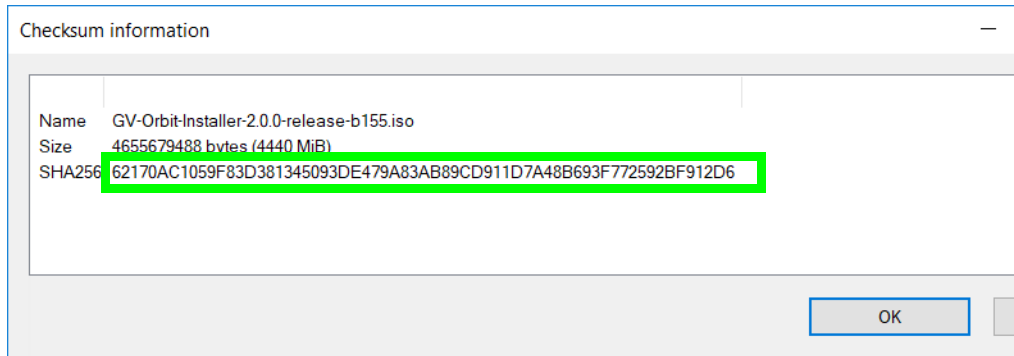 Checksum information
Name GV-Orbit-Installer-2.0.0-release-b155.iso
Size 4655679488 bytes (4440 MiB)
SHA256 62170AC1059F83D381345093DE479A83AB89CD911D7A48B693F772592BF912D6
OK